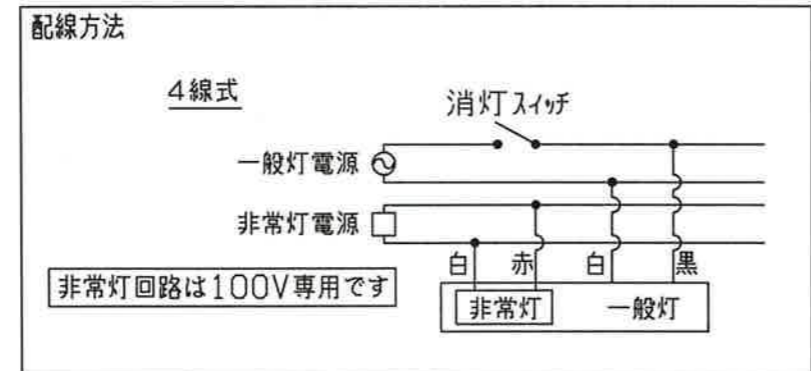 配線方法
4線式
消灯スイッチ
一般灯電源
非常灯電源
白 赤 白 黒
非常灯回路は100V専用です
非常灯 一般灯